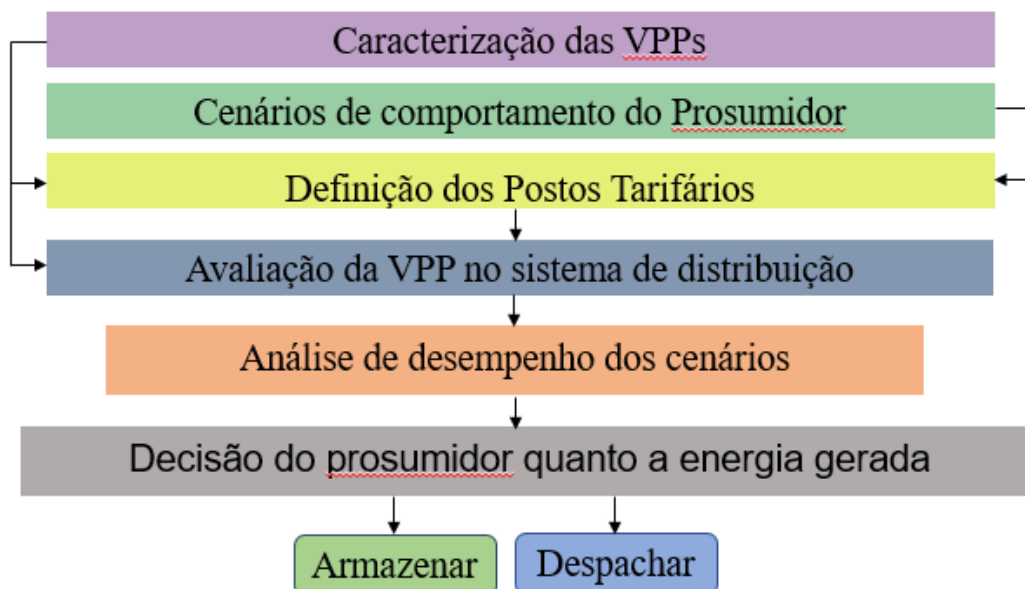 Caracterização das VPPs
Cenários de comportamento do Prosumidor
Definição dos Postos Tarifários
Avaliação da VPP no sistema de distribuição
Análise de desempenho dos cenários
Decisão do prosumidor quanto a energia gerada
Armazenar
Despachar